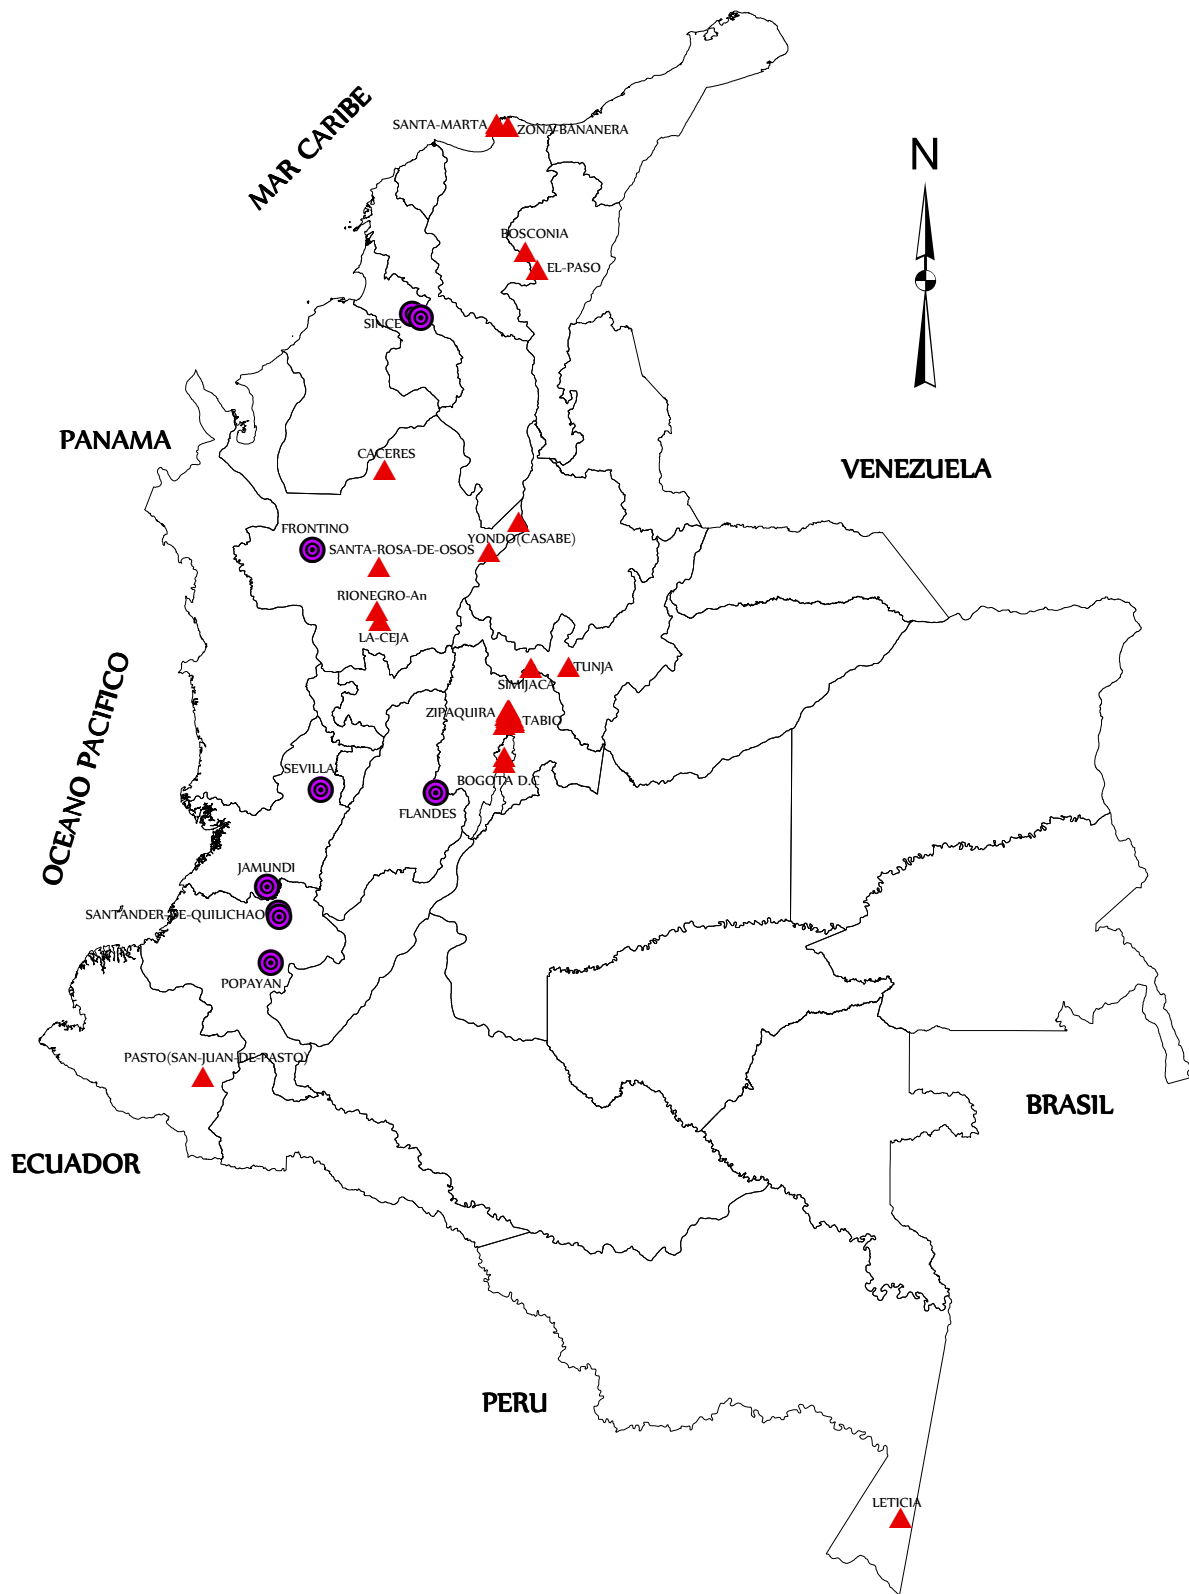 MAR CARIBE
SANTA-MARTA
ZONA-BANANERA
N
BOSCONIA
EL-PASO
SINCE
PANAMA
CACERES
VENEZUELA
FRONTINO
YONDO(CASABE)
SANTA-ROSA-DE-OSOS
RIONEGRO-An
LA-CEJA
OCEANO PACIFICO
TUNJA
SIMIJACA
ZIPAQUIRA
TABIO
SEVILLA
BOGOTA D.C
FLANDES
JAMUNDI
SANTANDER-DE-QUILICHAO
POPAYAN
PASTO(SAN-JUAN-DE-PASTO)
BRASIL
ECUADOR
PERU
LETICIA